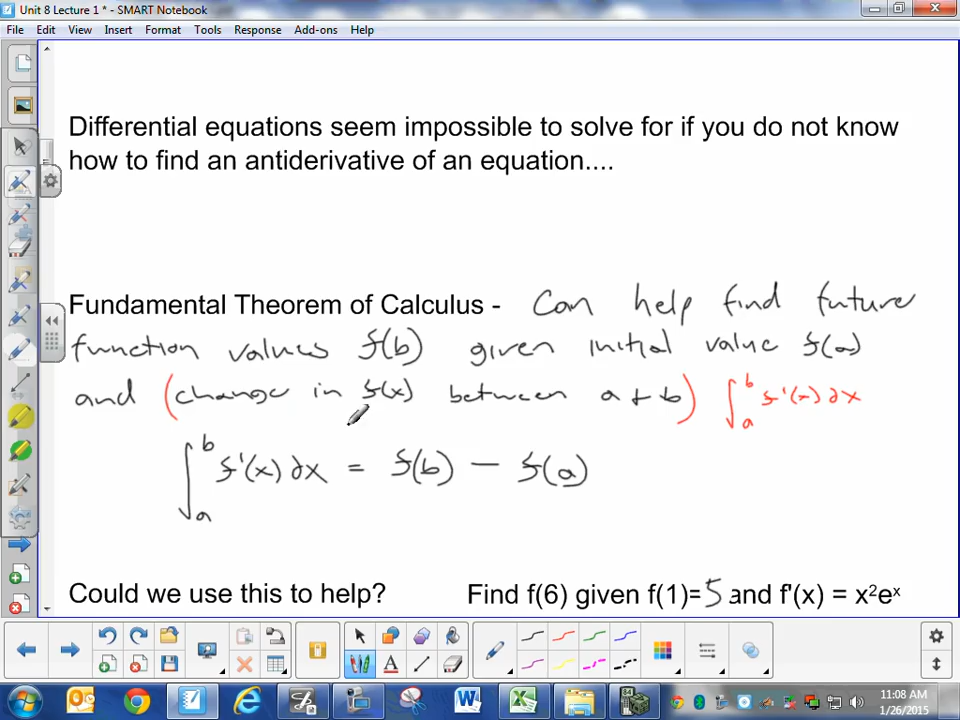 Unit 8 Lecture 1 * - SMART Notebook
File Edit View Insert Format Tools Response Add-ons Help
Differential equations seem impossible to solve for if you do not know
how to find an antiderivative of an equation....
Fundamental Theorem of Calculus - Can help find future
function values f(b) given initial value f(a)
and (change in f(x) between a + b) ∫ₐᵇ f'(x) dx
∫ₐᵇ f'(x) dx = f(b) - f(a)
Could we use this to help? Find f(6) given f(1)=5 and f'(x) = x²eˣ
11:08 AM
1/26/2015